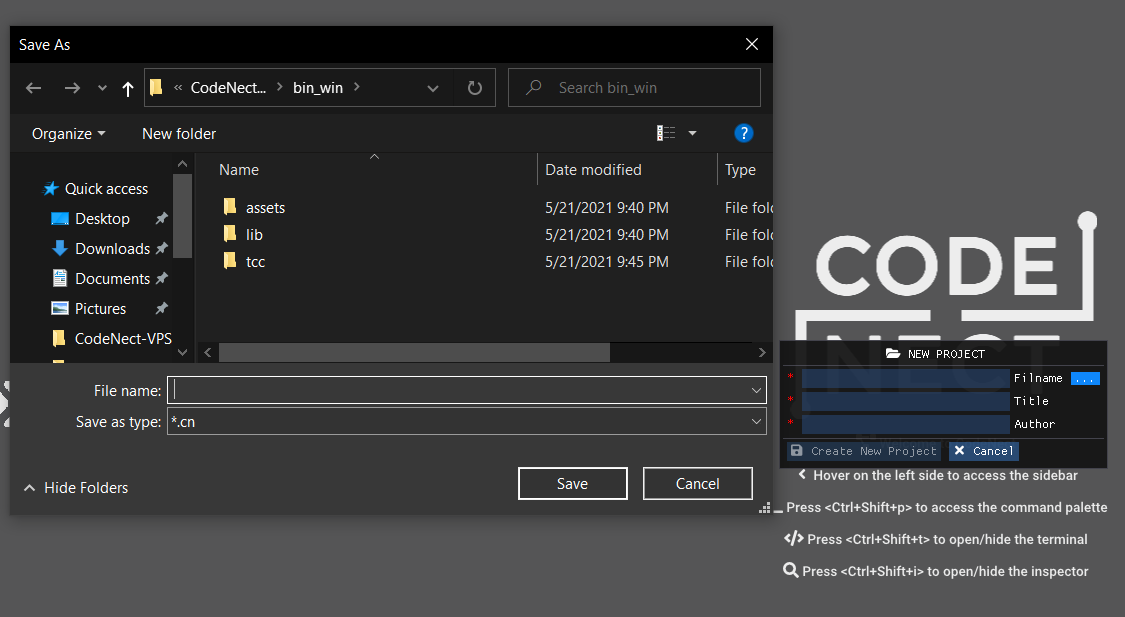 Save As
« CodeNect... > bin_win >
Search bin_win
Organize
New folder
?
Name
Date modified
Type
Quick access
Desktop
Downloads
Documents
Pictures
CodeNect-VPS
assets 5/21/2021 9:40 PM File fold
lib 5/21/2021 9:40 PM File fold
tcc 5/21/2021 9:45 PM File fold
File name:
Save as type: *.cn
Hide Folders
Save
Cancel
CODE
NECT
NEW PROJECT
* Filname ...
* Title
* Author
Create New Project
Cancel
Hover on the left side to access the sidebar
Press <Ctrl+Shift+p> to access the command palette
Press <Ctrl+Shift+t> to open/hide the terminal
Press <Ctrl+Shift+i> to open/hide the inspector